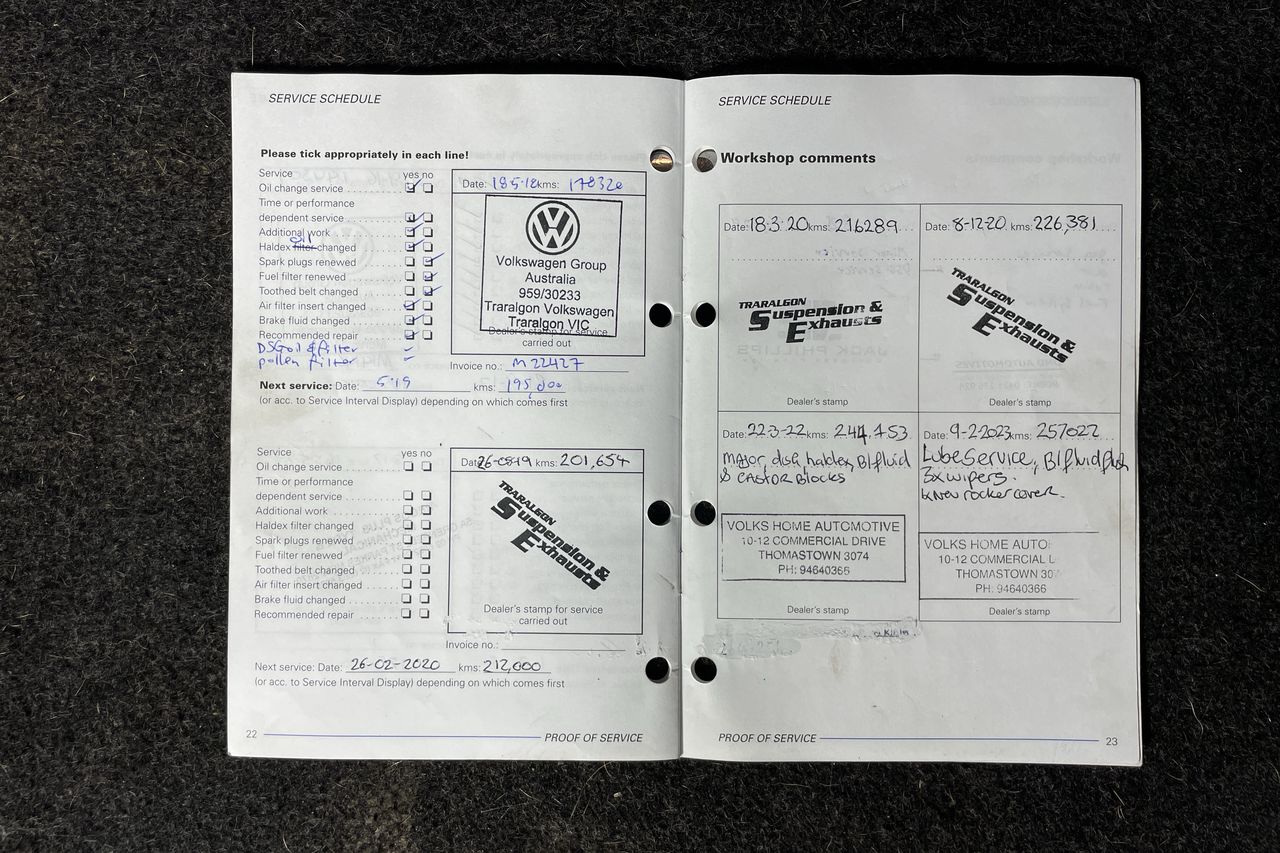 SERVICE SCHEDULE
Please tick appropriately in each line!
Service yes no
Oil change service
Time or performance
dependent service
Additional work
oil
Haldex filter changed
Spark plugs renewed
Fuel filter renewed
Toothed belt changed
Air filter insert changed
Brake fluid changed
Recommended repair
DSG oil & filter
pollen filter
Date: 18·5·18 kms: 178320
Volkswagen Group
Australia
959/30233
Traralgon Volkswagen
Traralgon VIC
Dealer's stamp for service
carried out
Invoice no.: M 22427
Next service: Date: 5·19 kms: 195,000
(or acc. to Service Interval Display) depending on which comes first
Service yes no
Oil change service
Time or performance
dependent service
Additional work
Haldex filter changed
Spark plugs renewed
Fuel filter renewed
Toothed belt changed
Air filter insert changed
Brake fluid changed
Recommended repair
Date 26-08-19 kms: 201,654
TRARALGON
Suspension &
Exhausts
Dealer's stamp for service
carried out
Invoice no.:
Next service: Date: 26-02-2020 kms: 212,000
(or acc. to Service Interval Display) depending on which comes first
22 PROOF OF SERVICE
SERVICE SCHEDULE
Workshop comments
Date: 18·3·20 kms: 216289
TRARALGON
Suspension &
Exhausts
Dealer's stamp
Date: 8-12-20 kms: 226,381
TRARALGON
Suspension &
Exhausts
Dealer's stamp
Date: 22-3-22 kms: 244,453
Major, dsg, haldex, B/fluid
& CASTOR BLOCKS
VOLKS HOME AUTOMOTIVE
10-12 COMMERCIAL DRIVE
THOMASTOWN 3074
PH: 94640366
Dealer's stamp
Date: 9-2-2023 kms: 257022
Lube Service, B/fluid flush
3x wipers.
& new rocker cover.
VOLKS HOME AUTO
10-12 COMMERCIAL
THOMASTOWN 30
PH. 94640366
Dealer's stamp
PROOF OF SERVICE 23